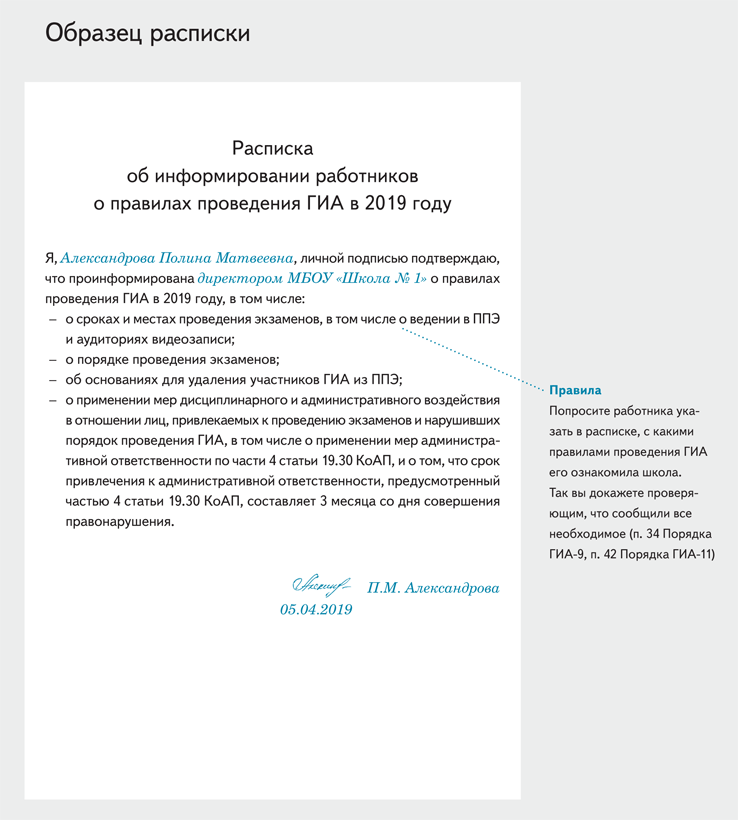 Образец расписки
Расписка
об информировании работников
о правилах проведения ГИА в 2019 году
Я, Александрова Полина Матвеевна, личной подписью подтверждаю,
что проинформирована директором МБОУ «Школа № 1» о правилах
проведения ГИА в 2019 году, в том числе:
– о сроках и местах проведения экзаменов, в том числе о ведении в ППЭ
и аудиториях видеозаписи;
– о порядке проведения экзаменов;
– об основаниях для удаления участников ГИА из ППЭ;
– о применении мер дисциплинарного и административного воздействия
в отношении лиц, привлекаемых к проведению экзаменов и нарушивших
порядок проведения ГИА, в том числе о применении мер администра-
тивной ответственности по части 4 статьи 19.30 КоАП, и о том, что срок
привлечения к административной ответственности, предусмотренный
частью 4 статьи 19.30 КоАП, составляет 3 месяца со дня совершения
правонарушения.
П.М. Александрова
05.04.2019
Правила
Попросите работника ука-
зать в расписке, с какими
правилами проведения ГИА
его ознакомила школа.
Так вы докажете проверя-
ющим, что сообщили все
необходимое (п. 34 Порядка
ГИА-9, п. 42 Порядка ГИА-11)